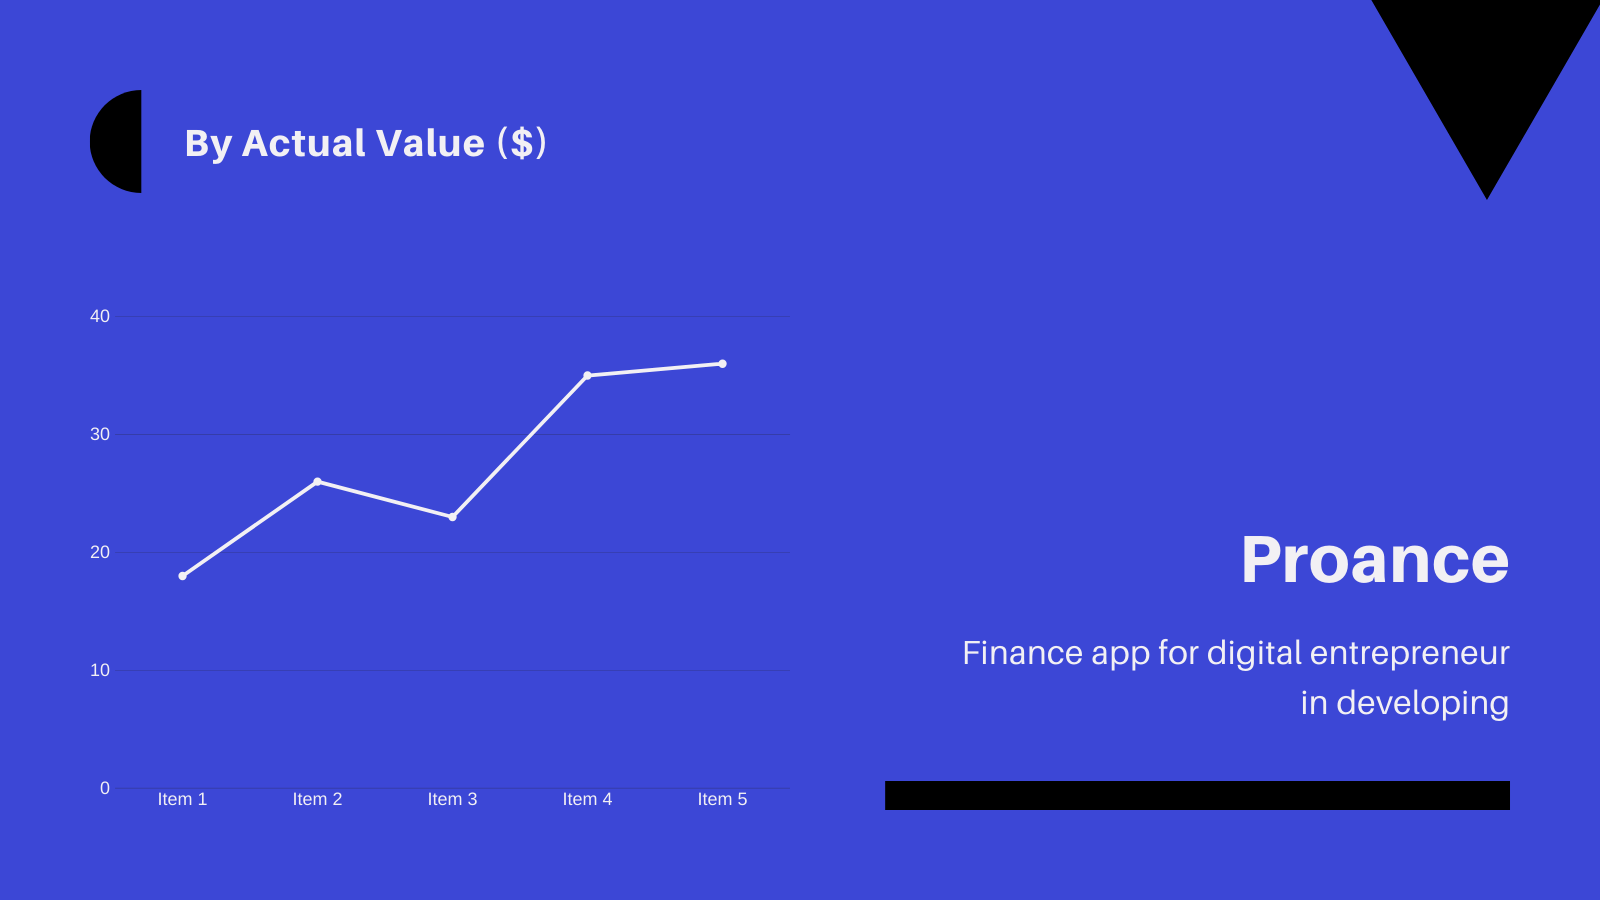 By Actual Value ($)
40
30
20
10
0
Item 1 Item 2 Item 3 Item 4 Item 5
Proance
Finance app for digital entrepreneur
in developing